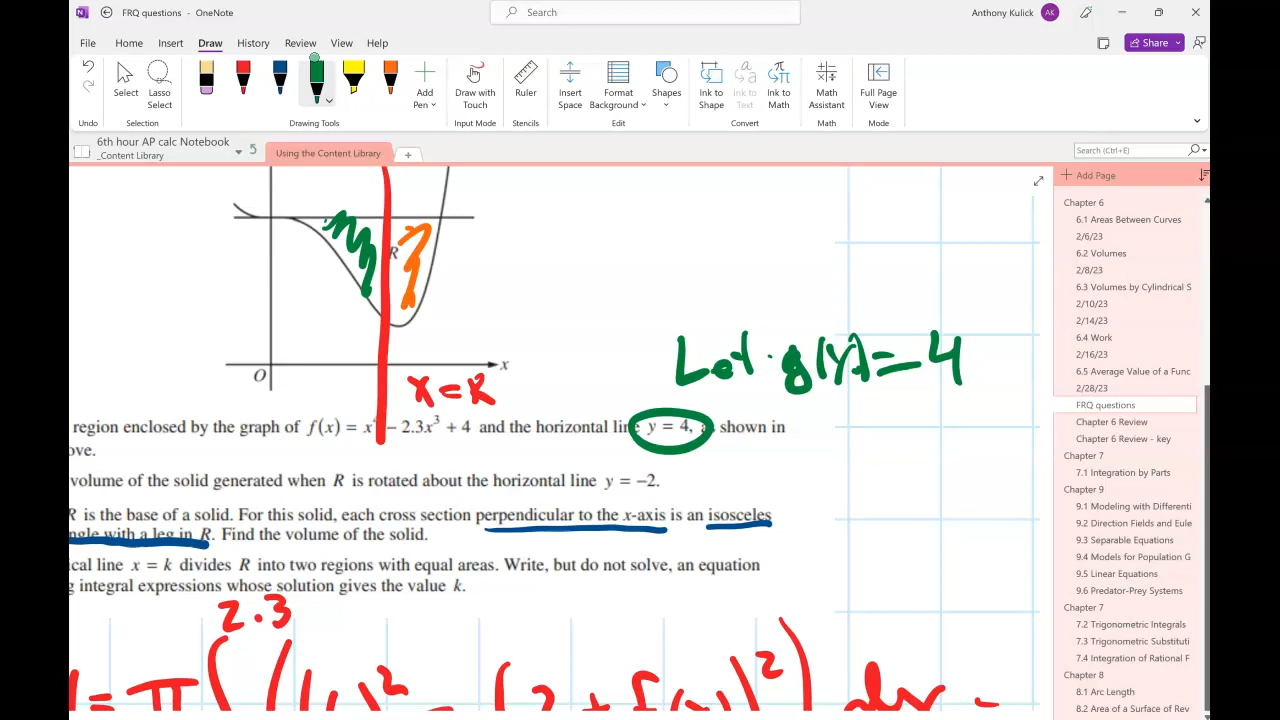 FRQ questions - OneNote
Search
Anthony Kulick AK
File Home Insert Draw History Review View Help
Share
Undo
Select
Lasso Select
Add Pen
Draw with Touch
Ruler
Insert Space
Format Background
Shapes
Ink to Shape
Ink to Text
Ink to Math
Math Assistant
Full Page View
Selection Drawing Tools Input Mode Stencils Edit Convert Math Mode
6th hour AP calc Notebook
_Content Library
5
Using the Content Library
Search (Ctrl+E)
Add Page
Chapter 6
6.1 Areas Between Curves
2/6/23
6.2 Volumes
2/8/23
6.3 Volumes by Cylindrical S
2/10/23
2/14/23
6.4 Work
2/16/23
6.5 Average Value of a Func
2/28/23
FRQ questions
Chapter 6 Review
Chapter 6 Review - key
Chapter 7
7.1 Integration by Parts
Chapter 9
9.1 Modeling with Differenti
9.2 Direction Fields and Eule
9.3 Separable Equations
9.4 Models for Population G
9.5 Linear Equations
9.6 Predator-Prey Systems
Chapter 7
7.2 Trigonometric Integrals
7.3 Trigonometric Substituti
7.4 Integration of Rational F
Chapter 8
8.1 Arc Length
8.2 Area of a Surface of Rev
R
O
x
x = k
Let g(x) = 4
region enclosed by the graph of f(x) = x − 2.3x³ + 4 and the horizontal line y = 4, shown in
ove.
volume of the solid generated when R is rotated about the horizontal line y = −2.
R is the base of a solid. For this solid, each cross section perpendicular to the x-axis is an isosceles
ngle with a leg in R. Find the volume of the solid.
cal line x = k divides R into two regions with equal areas. Write, but do not solve, an equation
g integral expressions whose solution gives the value k.
2.3
= π ( ( )² − (2 + f(x))² ) dx =